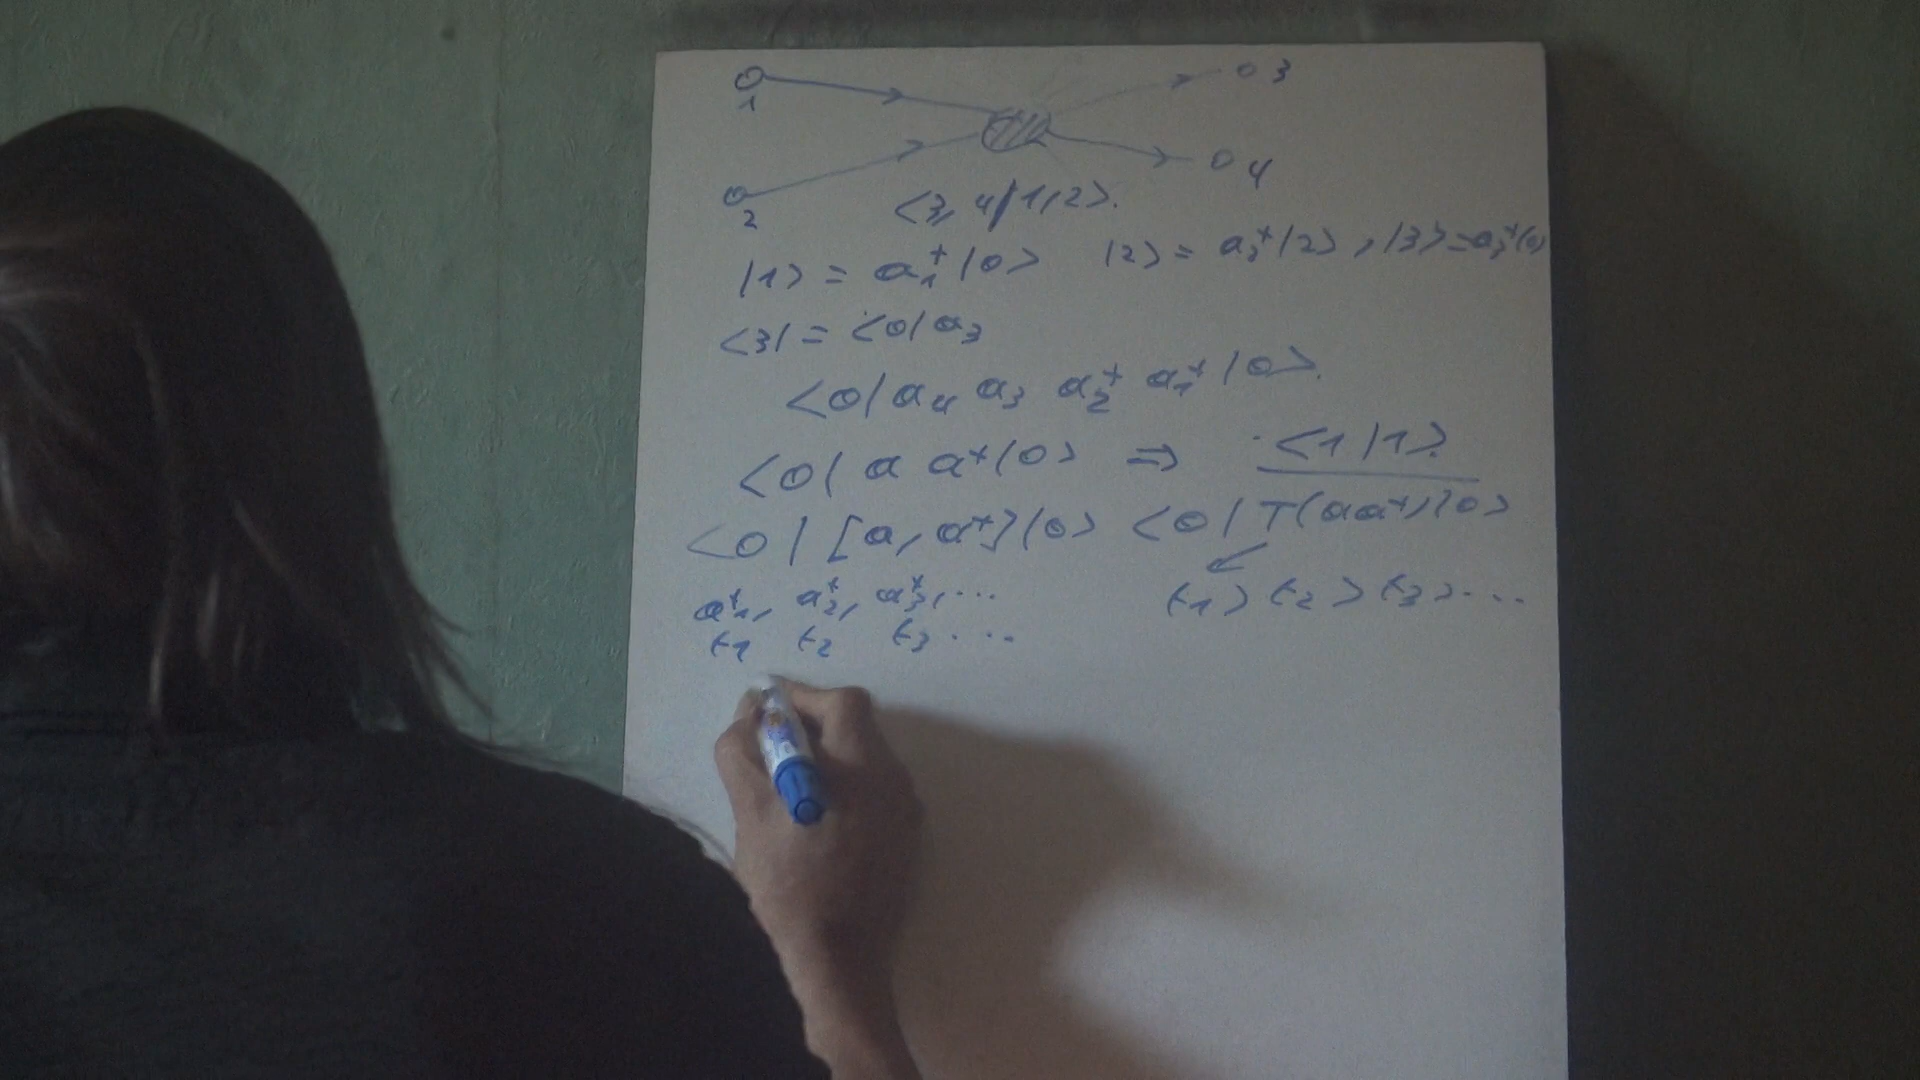 1 3
2 4
<3, 4|1,2>.
|1> = a₁⁺|0> |2> = a₂⁺|2>, |3> = a₃⁺|0>
<3| = <0|a₃
<0| a₄ a₃ a₂⁺ a₁⁺ |0>.
<0| a a⁺|0> ⇒ <1|1>.
<0| [a, a⁺]|0> <0| T(aa⁺)|0>
a₁⁺, a₂⁺, a₃⁺, ... t₁ > t₂ > t₃ > ...
t₁ t₂ t₃ ....